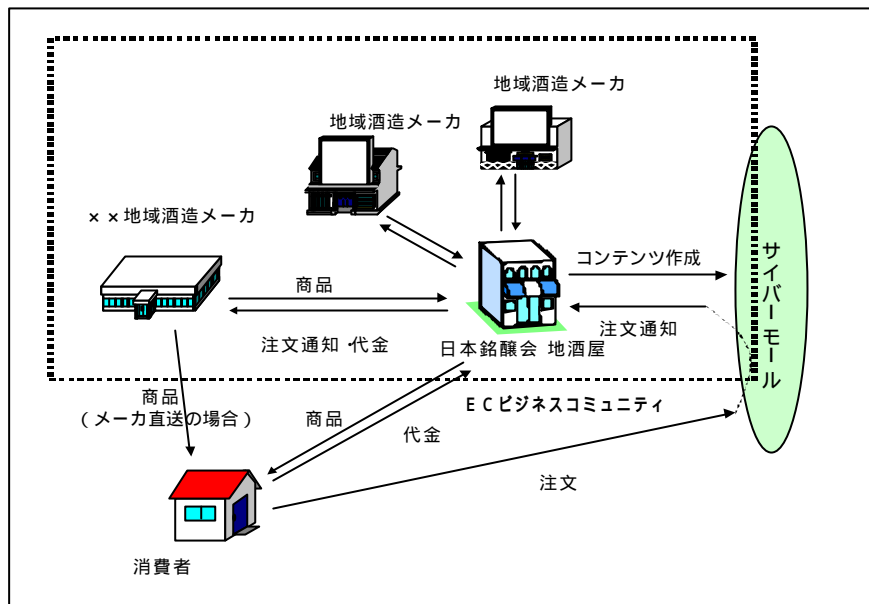 地域酒造メーカ
地域酒造メーカ
××地域酒造メーカ
コンテンツ作成
商品
注文通知
注文通知・代金
日本銘醸会 地酒屋
サイバーモール
商品
(メーカ直送の場合)
商品
ECビジネスコミュニティ
代金
注文
消費者